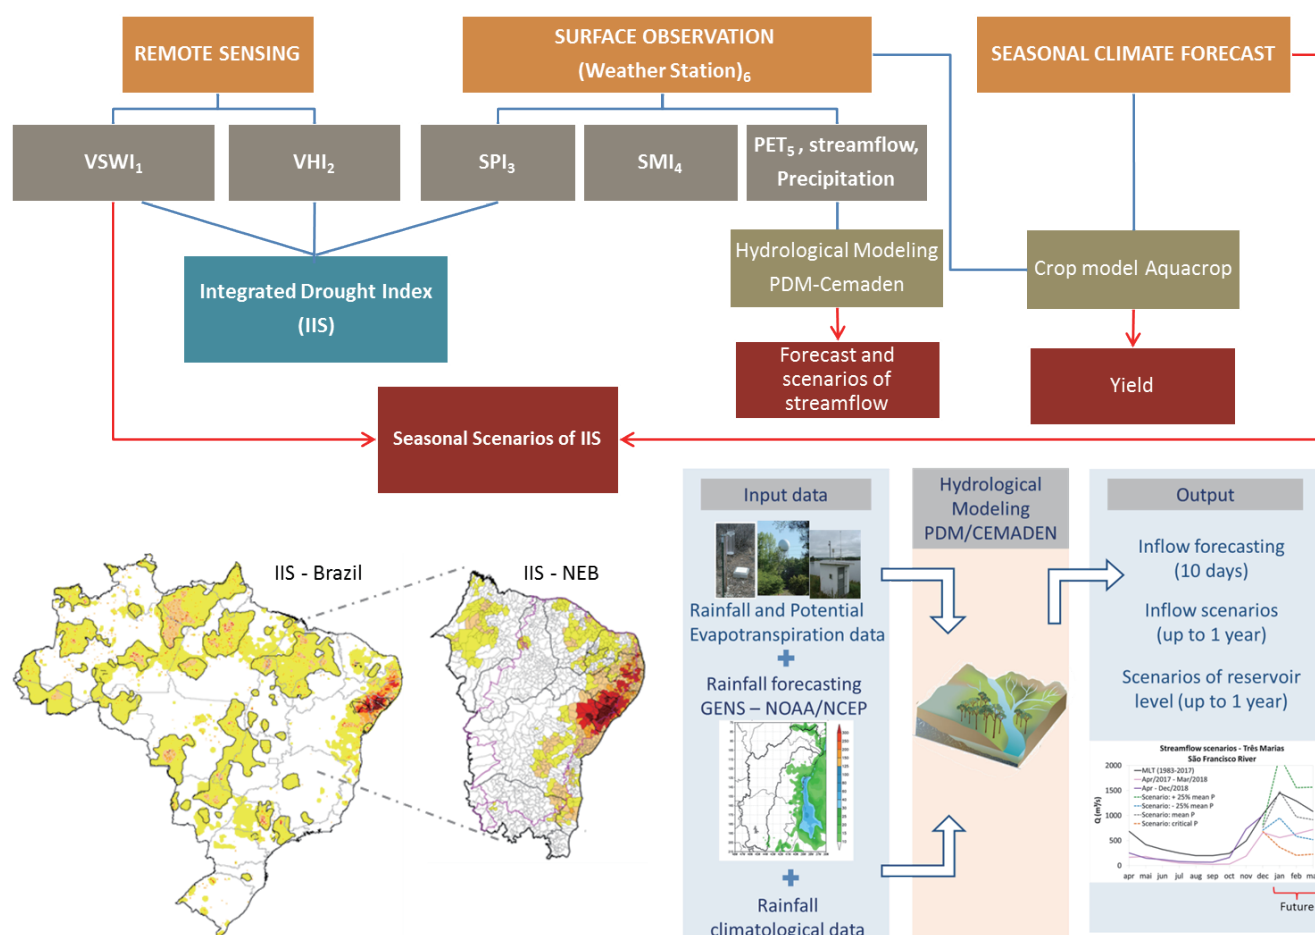 REMOTE SENSING
SURFACE OBSERVATION
(Weather Station)6
SEASONAL CLIMATE FORECAST
VSWI1
VHI2
SPI3
SMI4
PET5 , streamflow,
Precipitation
Integrated Drought Index
(IIS)
Hydrological Modeling
PDM-Cemaden
Crop model Aquacrop
Forecast and
scenarios of
streamflow
Yield
Seasonal Scenarios of IIS
IIS - Brazil
IIS - NEB
Input data
Rainfall and Potential
Evapotranspiration data
+
Rainfall forecasting
GENS – NOAA/NCEP
+
Rainfall
climatological data
Hydrological
Modeling
PDM/CEMADEN
Output
Inflow forecasting
(10 days)
Inflow scenarios
(up to 1 year)
Scenarios of reservoir
level (up to 1 year)
Streamflow scenarios - Três Marias
São Francisco River
MLT (1983-2017)
Apr/2017 - Mar/2018
Apr - Dec/2018
Scenario: + 25% mean P
Scenario: - 25% mean P
Scenario: mean P
Scenario: critical P
Q (m³/s)
2000
1500
1000
500
0
apr mai jun jul aug sep oct nov dec jan feb ma
Future